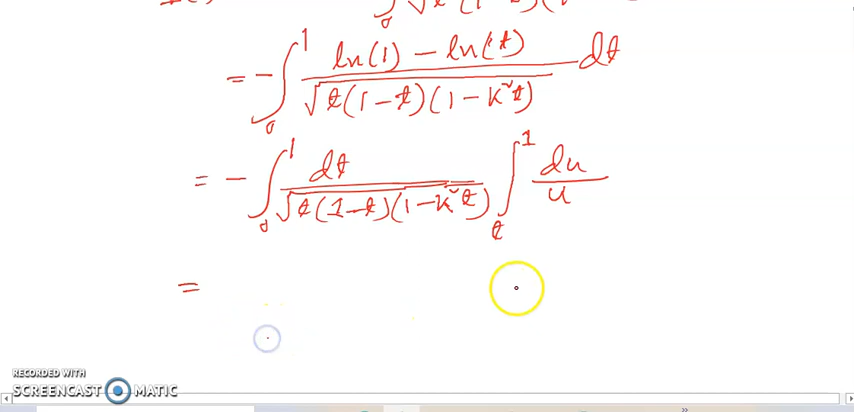 = - ∫₀¹ (ln(1) - ln(t)) / √(t(1-t)(1-k²t)) dt
= - ∫₀¹ dt / √(t(1-t)(1-k²t)) ∫ₜ¹ du/u
=
RECORDED WITH
SCREENCAST MATIC